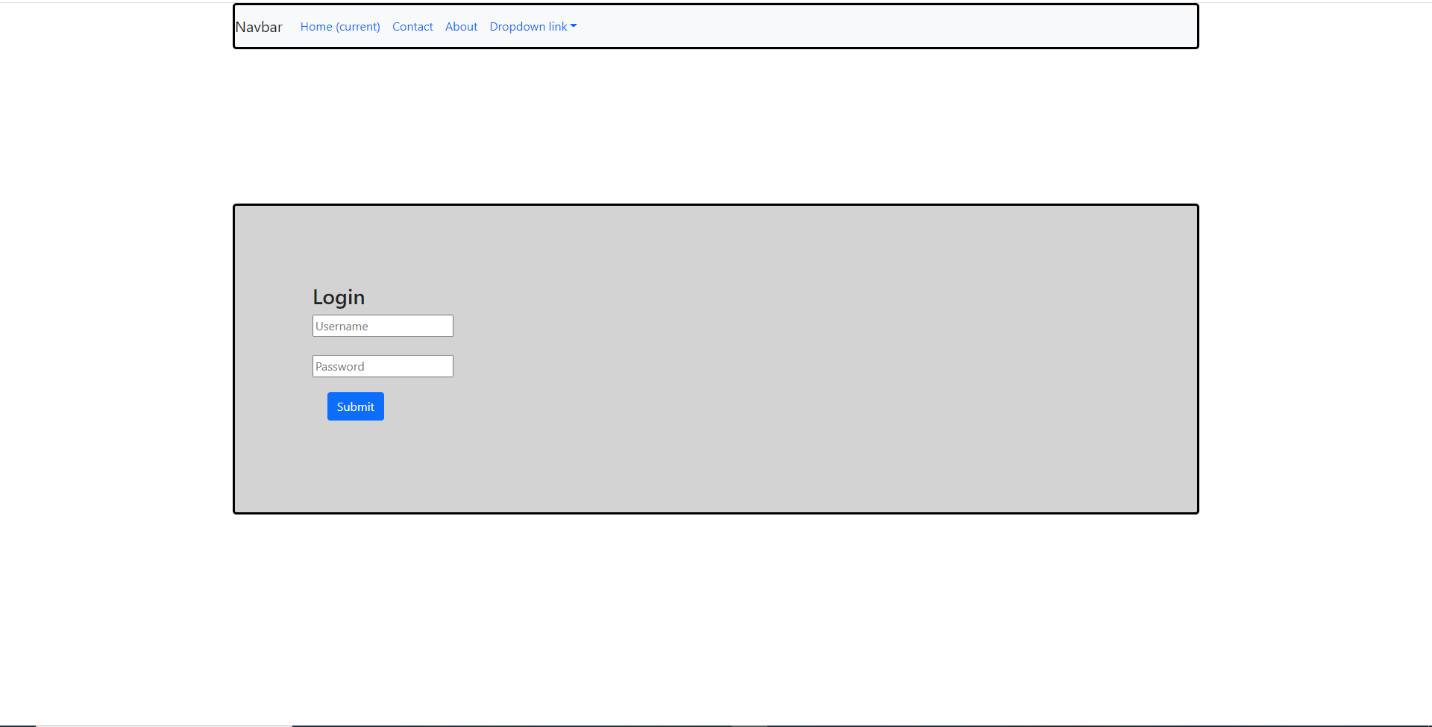 Navbar Home (current) Contact About Dropdown link
Login
Username
Password
Submit